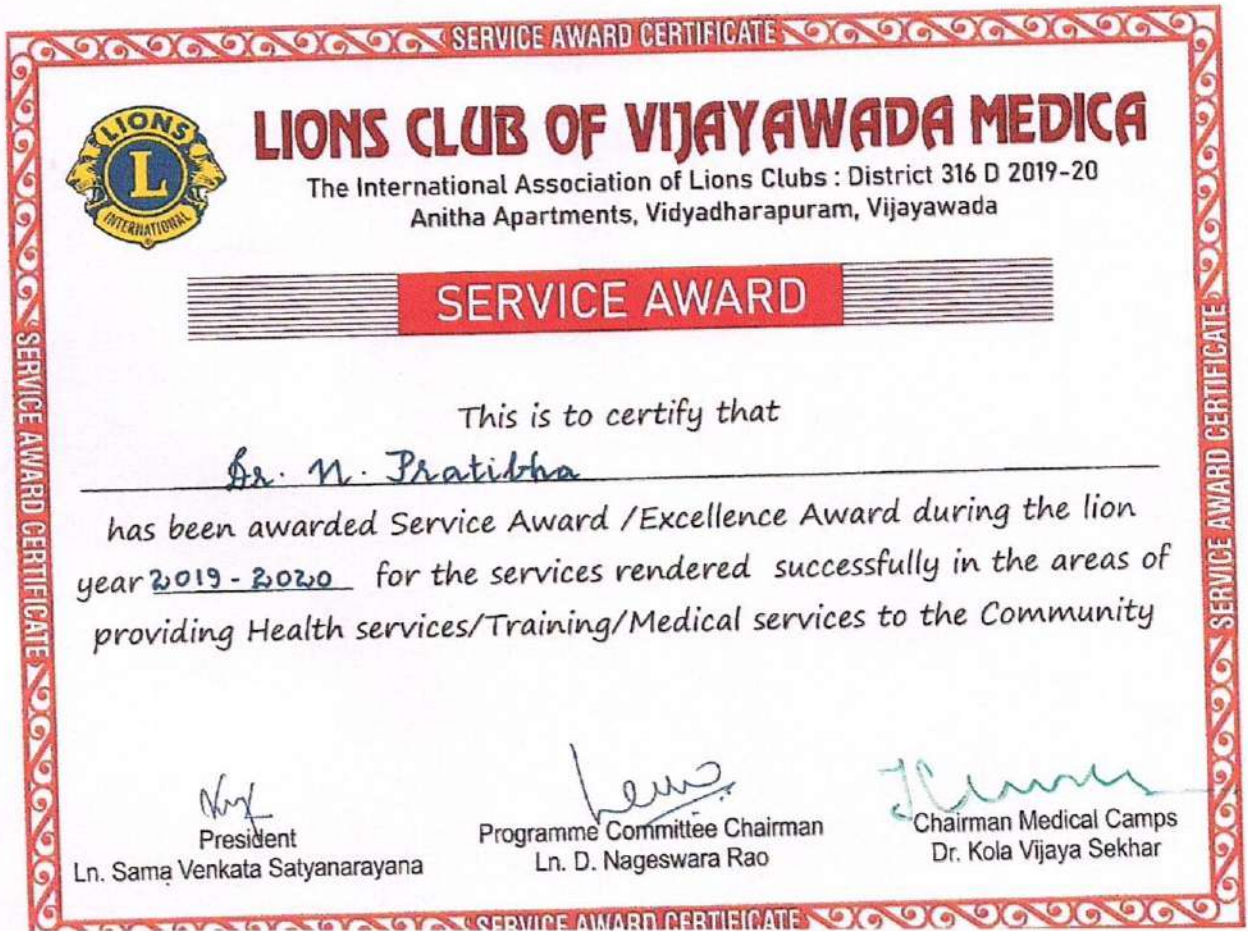 SERVICE AWARD CERTIFICATE
LIONS
L
INTERNATIONAL
LIONS CLUB OF VIJAYAWADA MEDICA
The International Association of Lions Clubs : District 316 D 2019-20
Anitha Apartments, Vidyadharapuram, Vijayawada
SERVICE AWARD
This is to certify that
Dr. N. Pratibha
has been awarded Service Award /Excellence Award during the lion
year 2019 - 2020 for the services rendered successfully in the areas of
providing Health services/Training/Medical services to the Community
President
Ln. Sama Venkata Satyanarayana
Programme Committee Chairman
Ln. D. Nageswara Rao
Chairman Medical Camps
Dr. Kola Vijaya Sekhar
SERVICE AWARD CERTIFICATE
SERVICE AWARD CERTIFICATE
SERVICE AWARD CERTIFICATE